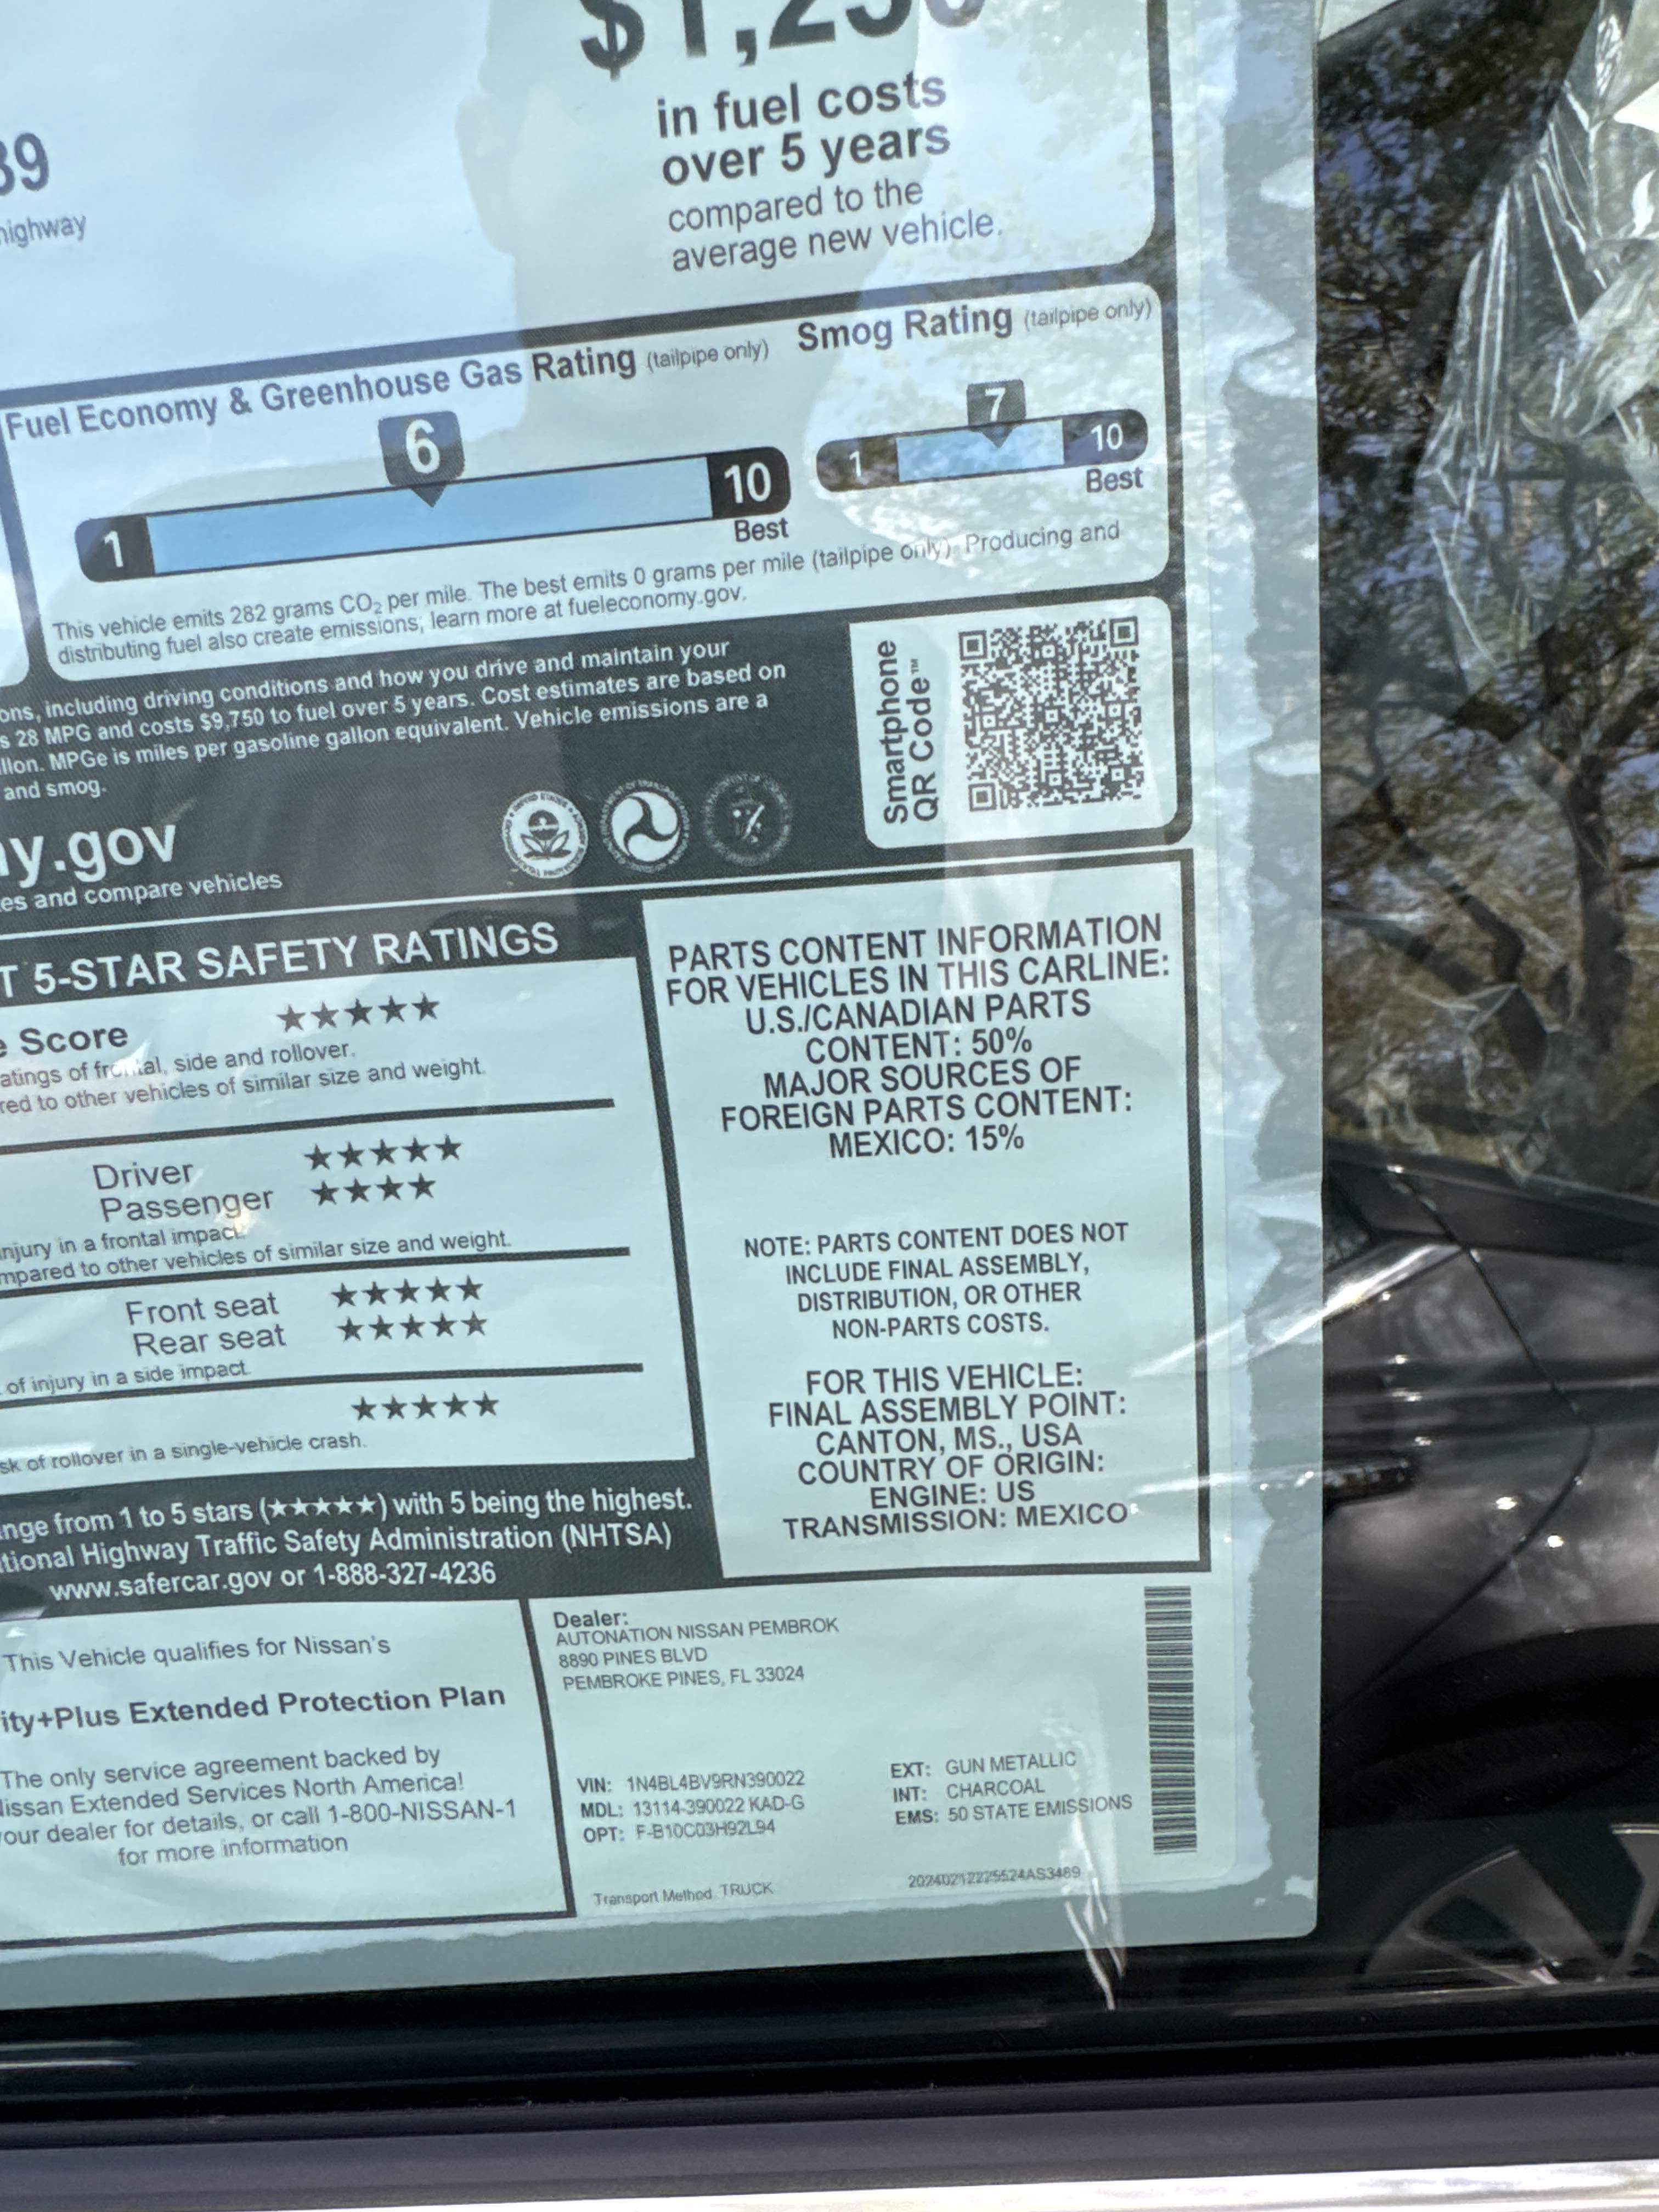 $1,250
in fuel costs
over 5 years
compared to the
average new vehicle.
39
highway
Fuel Economy & Greenhouse Gas Rating (tailpipe only)
6
1
10
Best
Smog Rating (tailpipe only)
7
1
10
Best
This vehicle emits 282 grams CO₂ per mile. The best emits 0 grams per mile (tailpipe only). Producing and
distributing fuel also create emissions; learn more at fueleconomy.gov.
ons, including driving conditions and how you drive and maintain your
s 28 MPG and costs $9,750 to fuel over 5 years. Cost estimates are based on
llon. MPGe is miles per gasoline gallon equivalent. Vehicle emissions are a
and smog.
y.gov
es and compare vehicles
Smartphone
QR Code™
T 5-STAR SAFETY RATINGS
e Score ★★★★★
atings of frontal, side and rollover.
red to other vehicles of similar size and weight.
Driver ★★★★★
Passenger ★★★★
njury in a frontal impact.
mpared to other vehicles of similar size and weight.
Front seat ★★★★★
Rear seat ★★★★★
of injury in a side impact.
★★★★★
sk of rollover in a single-vehicle crash.
nge from 1 to 5 stars (★★★★★) with 5 being the highest.
tional Highway Traffic Safety Administration (NHTSA)
www.safercar.gov or 1-888-327-4236
PARTS CONTENT INFORMATION
FOR VEHICLES IN THIS CARLINE:
U.S./CANADIAN PARTS
CONTENT: 50%
MAJOR SOURCES OF
FOREIGN PARTS CONTENT:
MEXICO: 15%
NOTE: PARTS CONTENT DOES NOT
INCLUDE FINAL ASSEMBLY,
DISTRIBUTION, OR OTHER
NON-PARTS COSTS.
FOR THIS VEHICLE:
FINAL ASSEMBLY POINT:
CANTON, MS., USA
COUNTRY OF ORIGIN:
ENGINE: US
TRANSMISSION: MEXICO
This Vehicle qualifies for Nissan's
ity+Plus Extended Protection Plan
The only service agreement backed by
Nissan Extended Services North America!
your dealer for details, or call 1-800-NISSAN-1
for more information
Dealer:
AUTONATION NISSAN PEMBROK
8890 PINES BLVD
PEMBROKE PINES, FL 33024
VIN: 1N4BL4BV9RN390022
MDL: 13114-390022 KAD-G
OPT: F-B10C03H92L94
EXT: GUN METALLIC
INT: CHARCOAL
EMS: 50 STATE EMISSIONS
Transport Method TRUCK
20240212225524AS3489